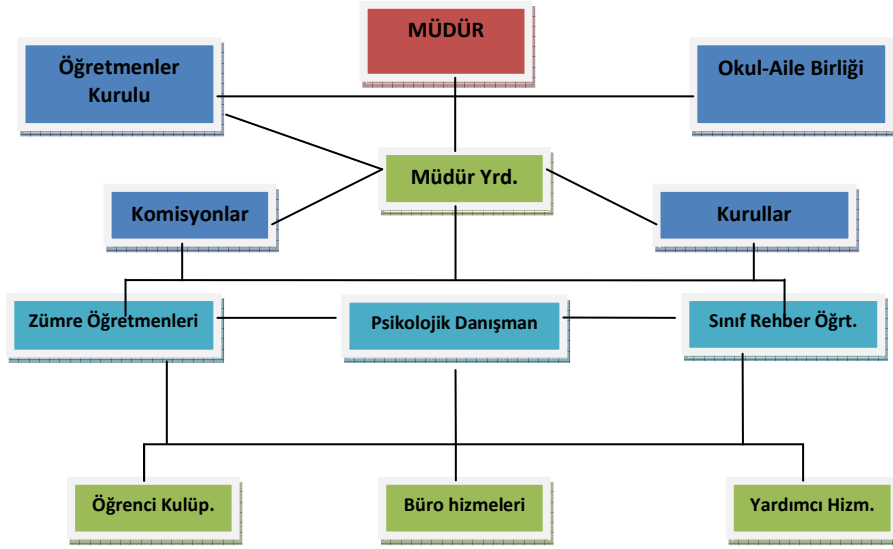 MÜDÜR
Öğretmenler
Kurulu
Okul-Aile Birliği
Müdür Yrd.
Komisyonlar
Kurullar
Zümre Öğretmenleri
Psikolojik Danışman
Sınıf Rehber Öğrt.
Öğrenci Kulüp.
Büro hizmeleri
Yardımcı Hizm.